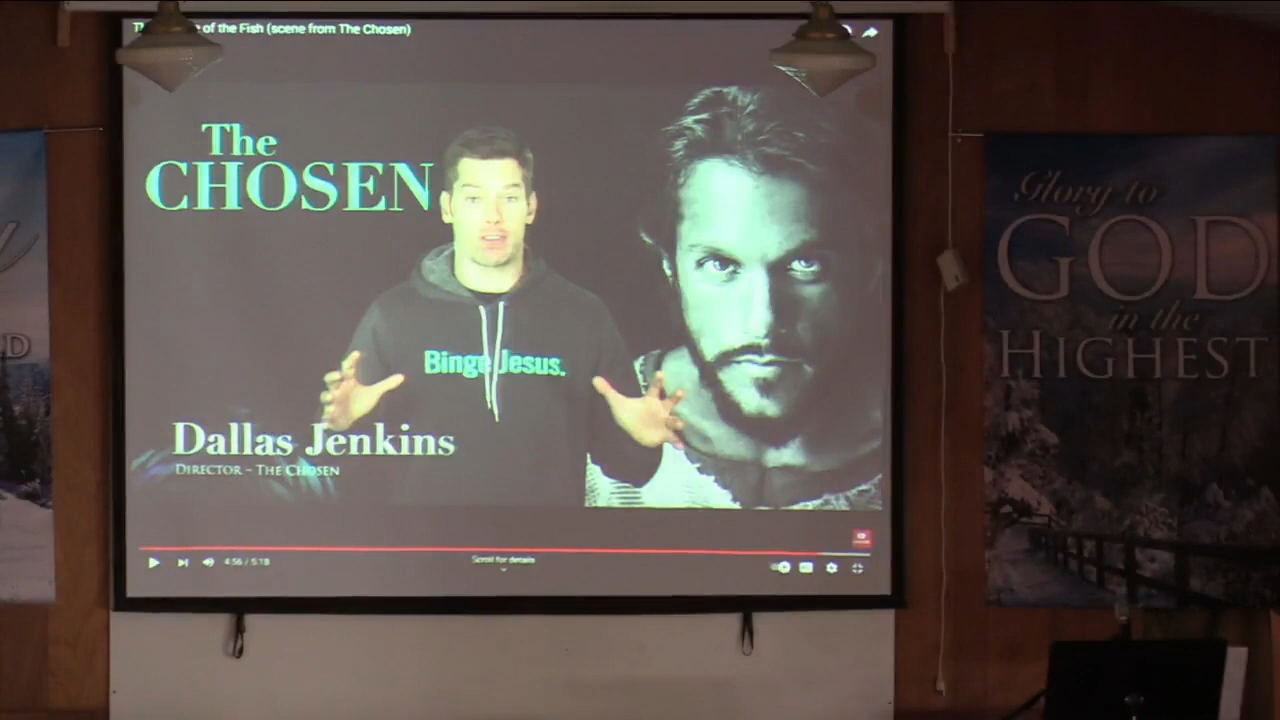 of the Fish (scene from The Chosen)
The
CHOSEN
Binge Jesus.
Dallas Jenkins
DIRECTOR – THE CHOSEN
4:56 / 5:18
Scroll for details
Glory to
GOD
in the
HIGHEST